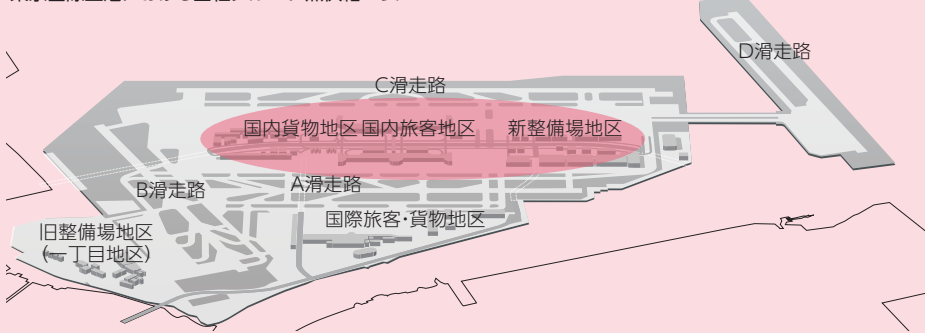 D滑走路
C滑走路
国内貨物地区 国内旅客地区 新整備場地区
B滑走路
A滑走路
国際旅客・貨物地区
旧整備場地区
(一丁目地区)